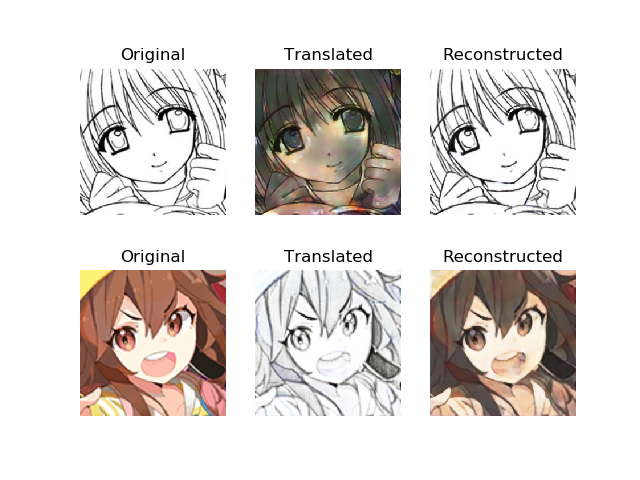 Original
Translated
Reconstructed
Original
Translated
Reconstructed